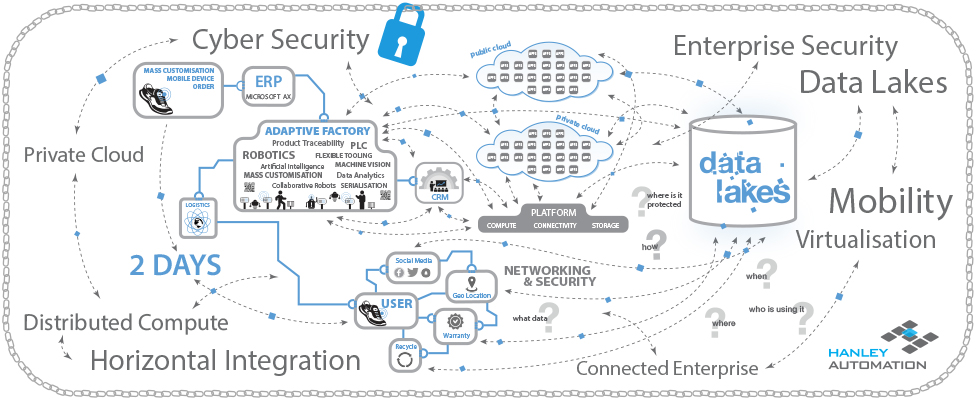 Cyber Security
Enterprise Security
Data Lakes
public cloud
private cloud
MASS CUSTOMISATION
MOBILE DEVICE
ORDER
ERP
MICROSOFT AX
ADAPTIVE FACTORY
Product Traceability
PLC
ROBOTICS
FLEXIBLE TOOLING
Artificial Intelligence
MACHINE VISION
MASS CUSTOMISATION
Data Analytics
Collaborative Robots
SERIALISATION
Private Cloud
CRM
LOGISTICS
PLATFORM
COMPUTE
CONNECTIVITY
STORAGE
data
lakes
where is it
protected
how
when
who is using it
where
what data
Mobility
Virtualisation
2 DAYS
Social Media
NETWORKING
& SECURITY
Geo Location
USER
Warranty
Recycle
Distributed Compute
Horizontal Integration
Connected Enterprise
HANLEY
AUTOMATION